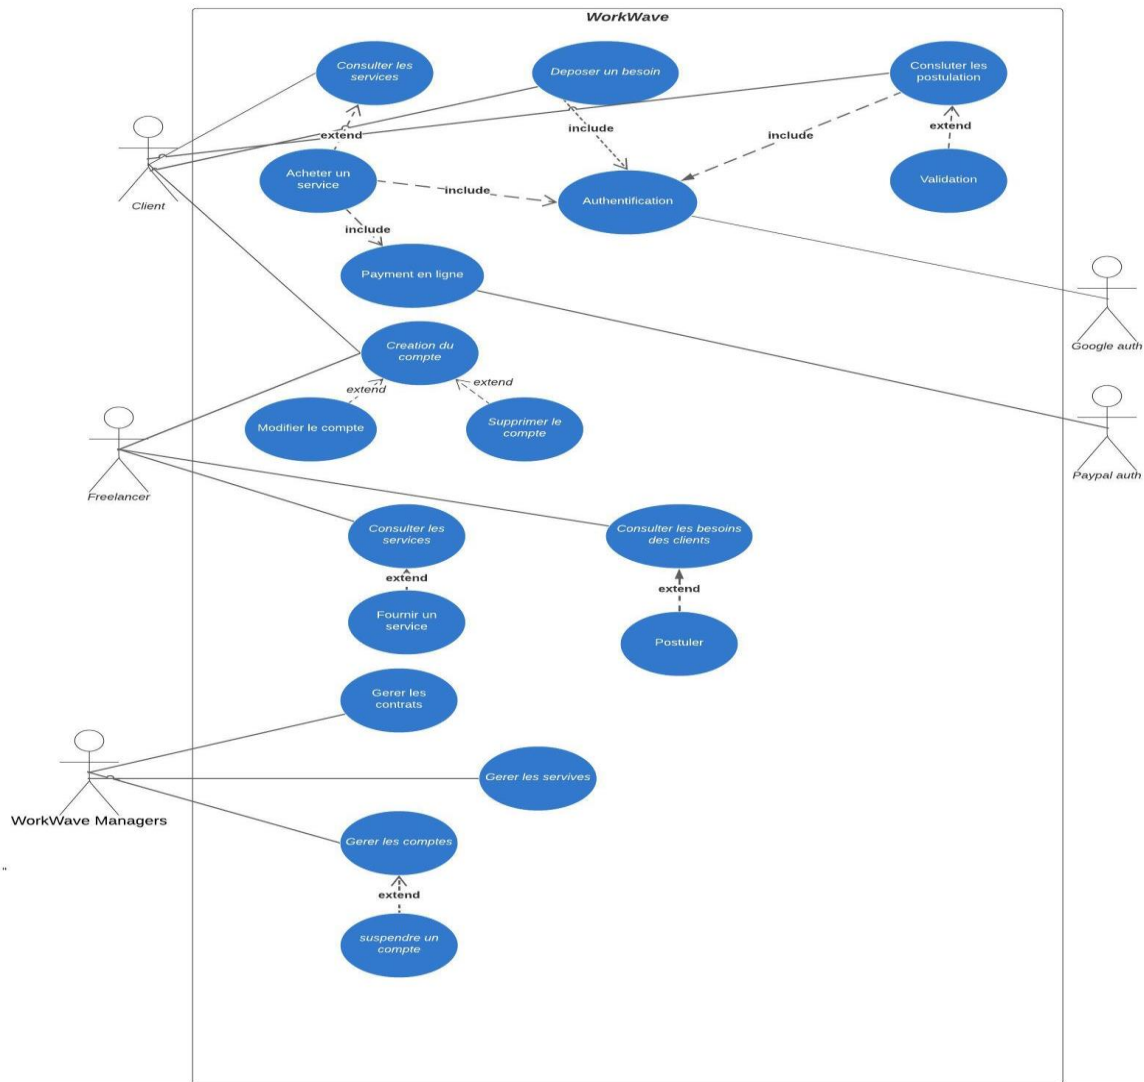 WorkWave
Consulter les
services
Deposer un besoin
Consluter les
postulation
extend
include
include
extend
Client
Acheter un
service
include
Authentification
Validation
include
Payment en ligne
Google auth
Creation du
compte
extend
extend
Modifier le compte
Supprimer le
compte
Freelancer
Paypal auth
Consulter les
services
Consulter les besoins
des clients
extend
extend
Fournir un
service
Postuler
Gerer les
contrats
Gerer les servives
WorkWave Managers
Gerer les comptes
"
extend
suspendre un
compte